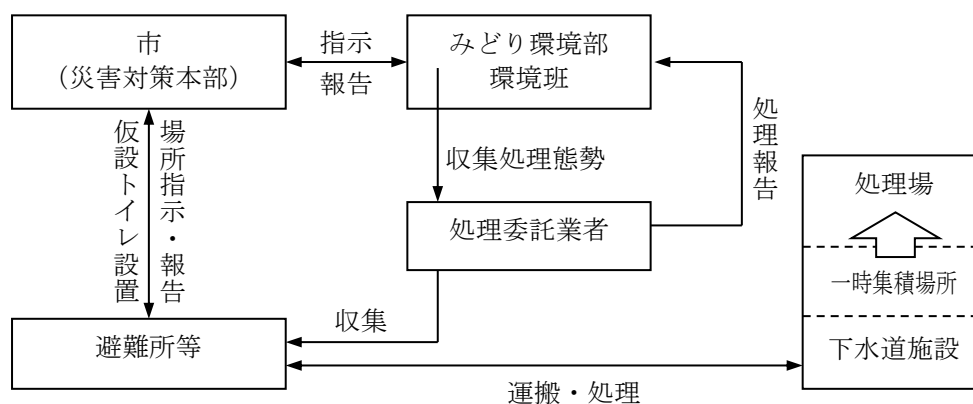 市
（災害対策本部）
指示
報告
みどり環境部
環境班
収集処理態勢
処理報告
処理委託業者
場所指示・報告
仮設トイレ設置
避難所等
収集
運搬・処理
処理場
一時集積場所
下水道施設